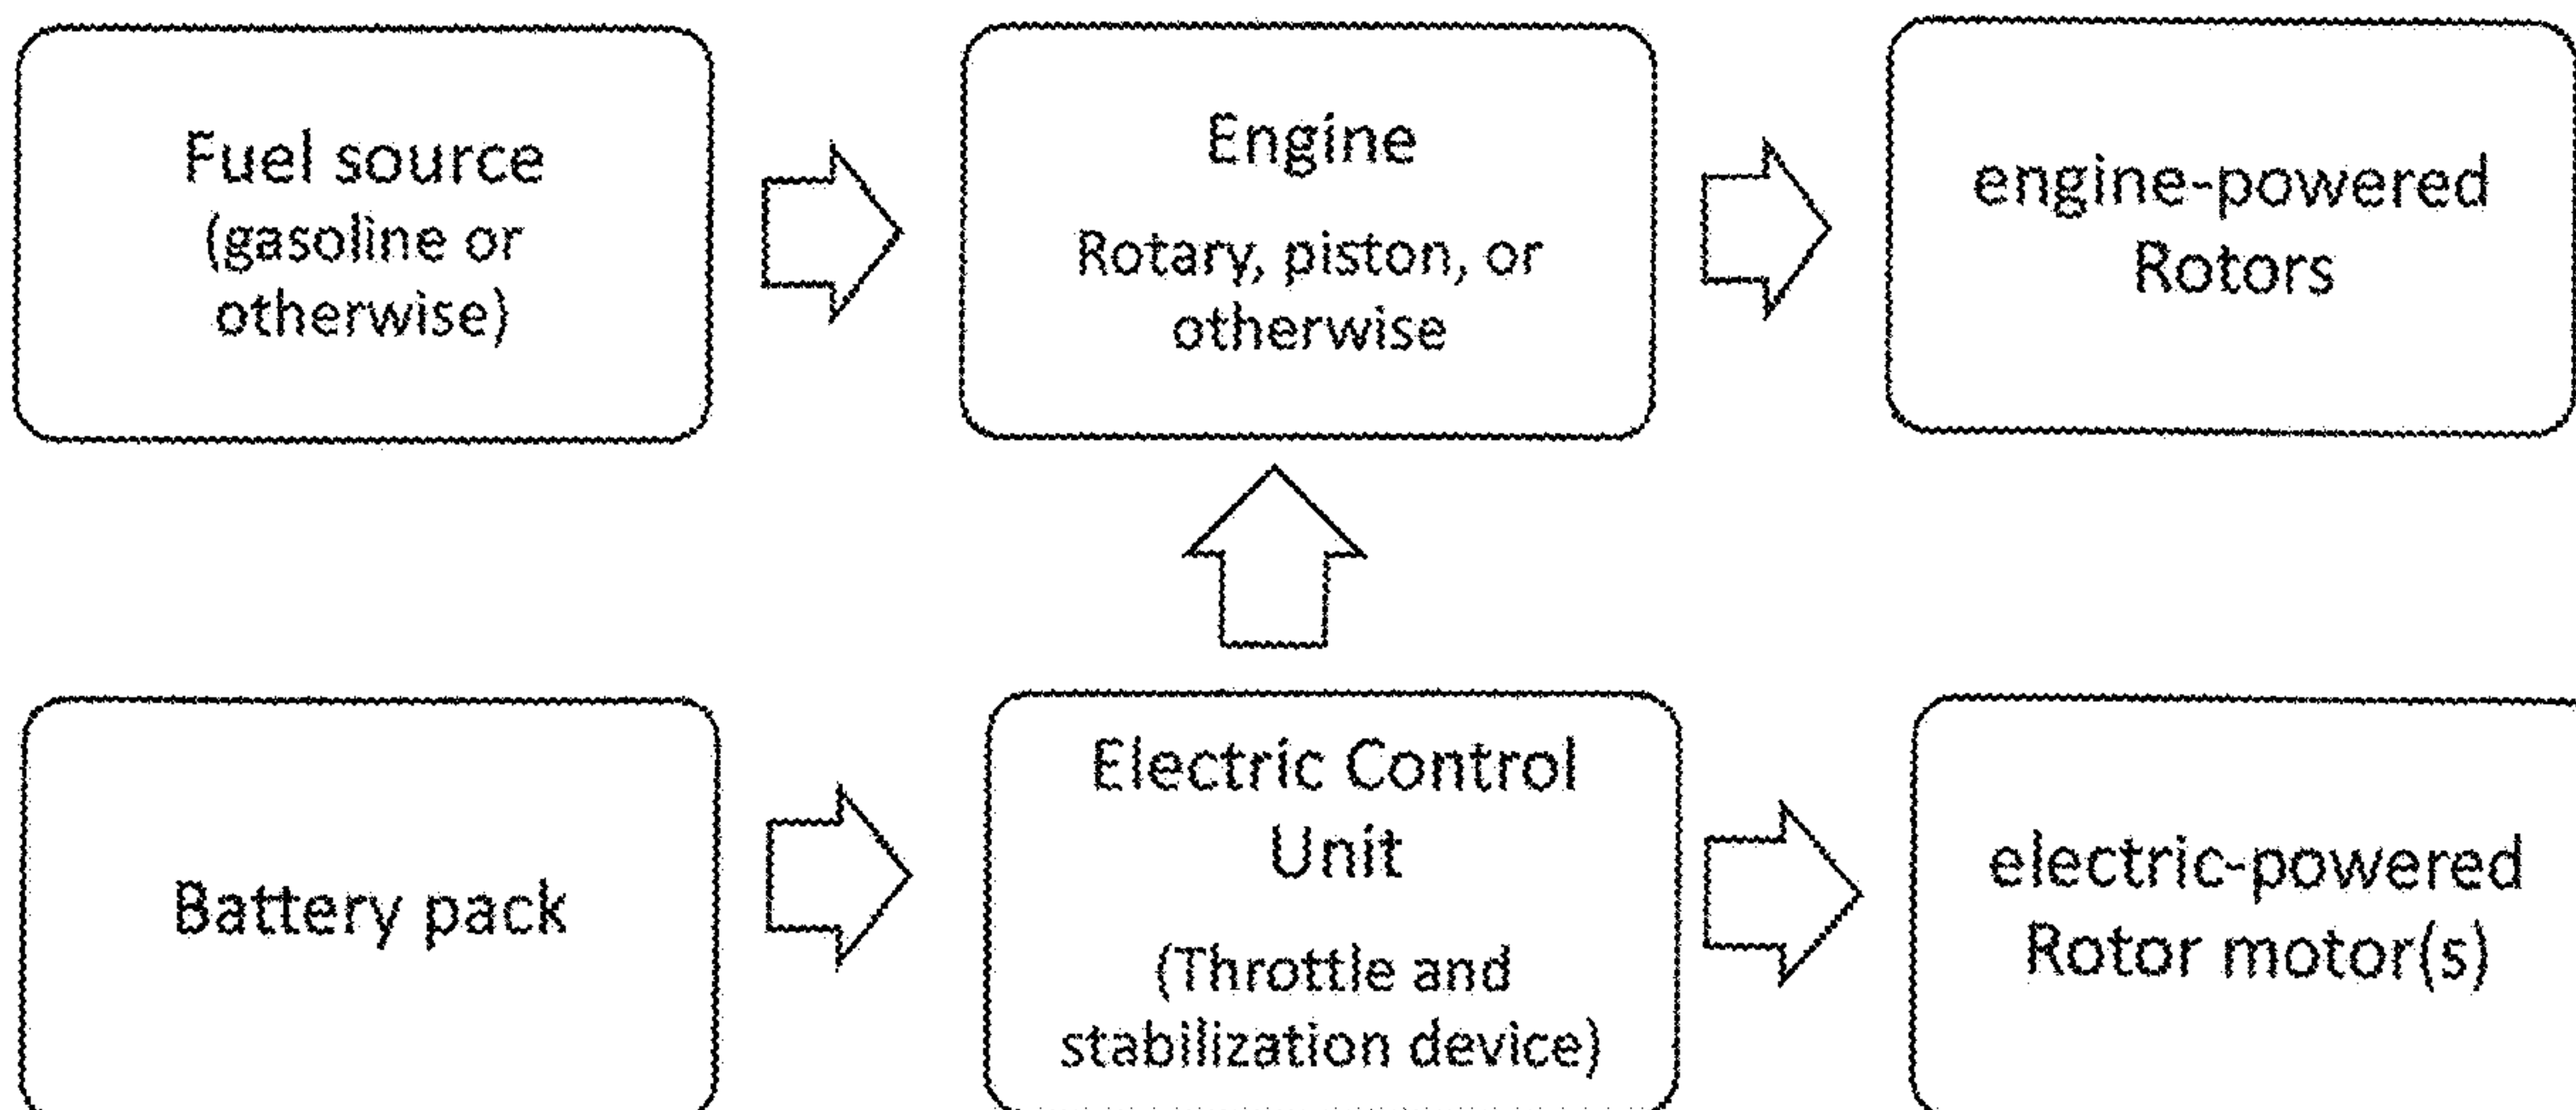 Fuel source
(gasoline or
otherwise)
Engine
Rotary, piston, or
otherwise
engine-powered
Rotors
Battery pack
Electric Control
Unit
(Throttle and
stabilization device)
electric-powered
Rotor motor(s)